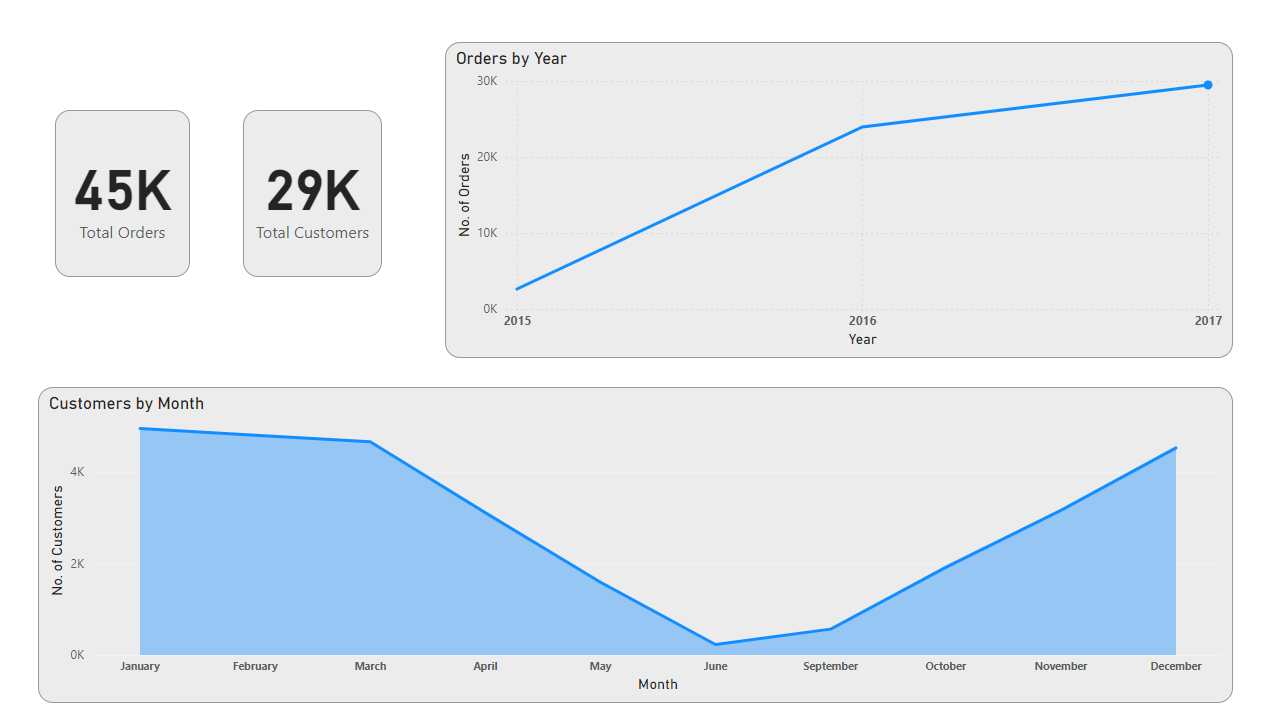 45K
Total Orders
29K
Total Customers
Orders by Year
No. of Orders
30K
20K
10K
0K
2015 2016 2017
Year
Customers by Month
No. of Customers
4K
2K
0K
January February March April May June September October November December
Month